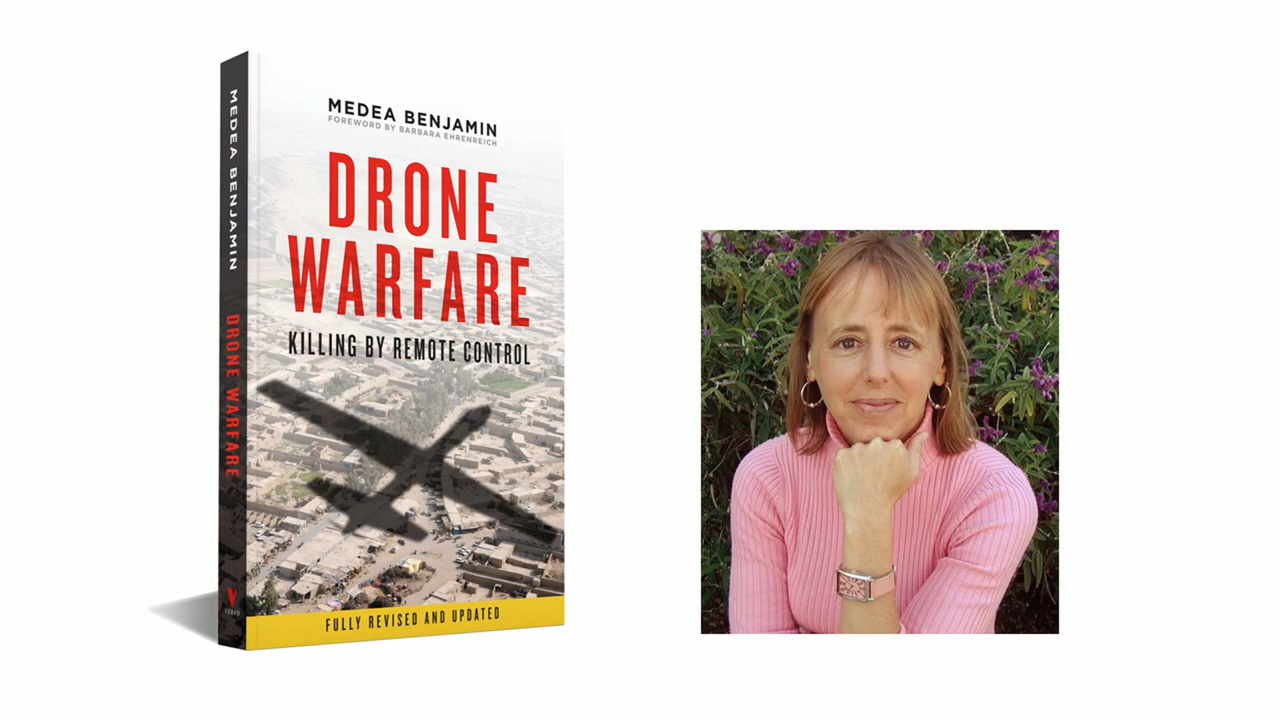 MEDEA BENJAMIN
DRONE WARFARE
VERSO
MEDEA BENJAMIN
FOREWORD BY BARBARA EHRENREICH
DRONE
WARFARE
KILLING BY REMOTE CONTROL
FULLY REVISED AND UPDATED